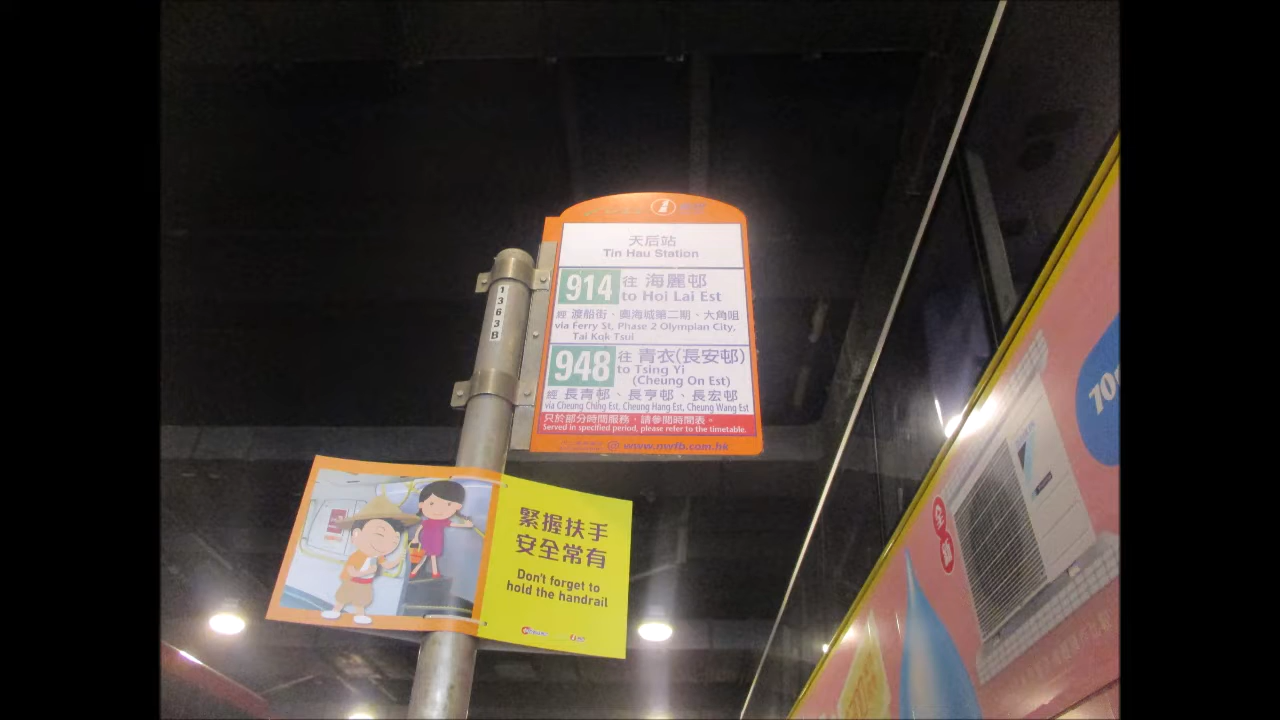 天后站
Tin Hau Station
914 往 海麗邨
to Hoi Lai Est
經 渡船街、奧海城第二期、大角咀
via Ferry St, Phase 2 Olympian City,
Tai Kok Tsui
948 往 青衣(長安邨)
to Tsing Yi
(Cheung On Est)
經 長青邨、長亨邨、長宏邨
via Cheung Ching Est, Cheung Hang Est, Cheung Wang Est
只於部分時間服務，請參閱時間表。
Served in specified period, please refer to the timetable.
www.nwfb.com.hk
1363B
緊握扶手
安全常有
Don't forget to
hold the handrail
70
全